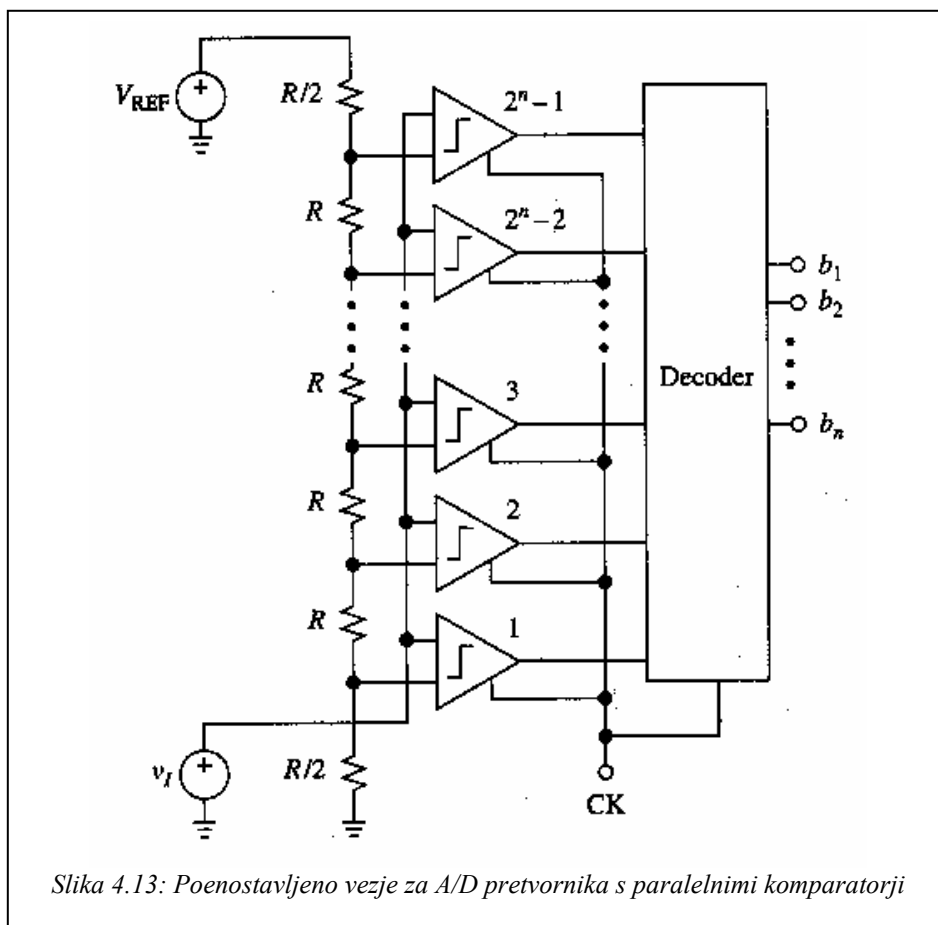 V_REF
R/2
2^n – 1
R
2^n – 2
b_1
b_2
R
3
Decoder
b_n
R
2
R
1
v_I
R/2
CK
Slika 4.13: Poenostavljeno vezje za A/D pretvornika s paralelnimi komparatorji